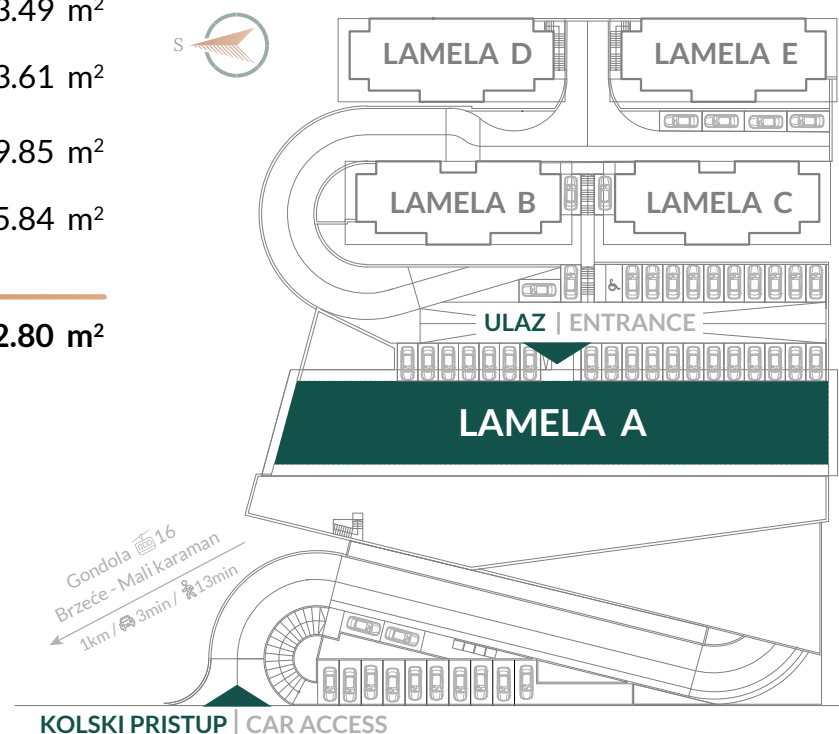 3.49 m²
3.61 m²
9.85 m²
5.84 m²
2.80 m²
S
LAMELA D
LAMELA E
LAMELA B
LAMELA C
ULAZ | ENTRANCE
LAMELA A
Gondola 16
Brzeće - Mali karaman
1km / 3min / 13min
KOLSKI PRISTUP | CAR ACCESS